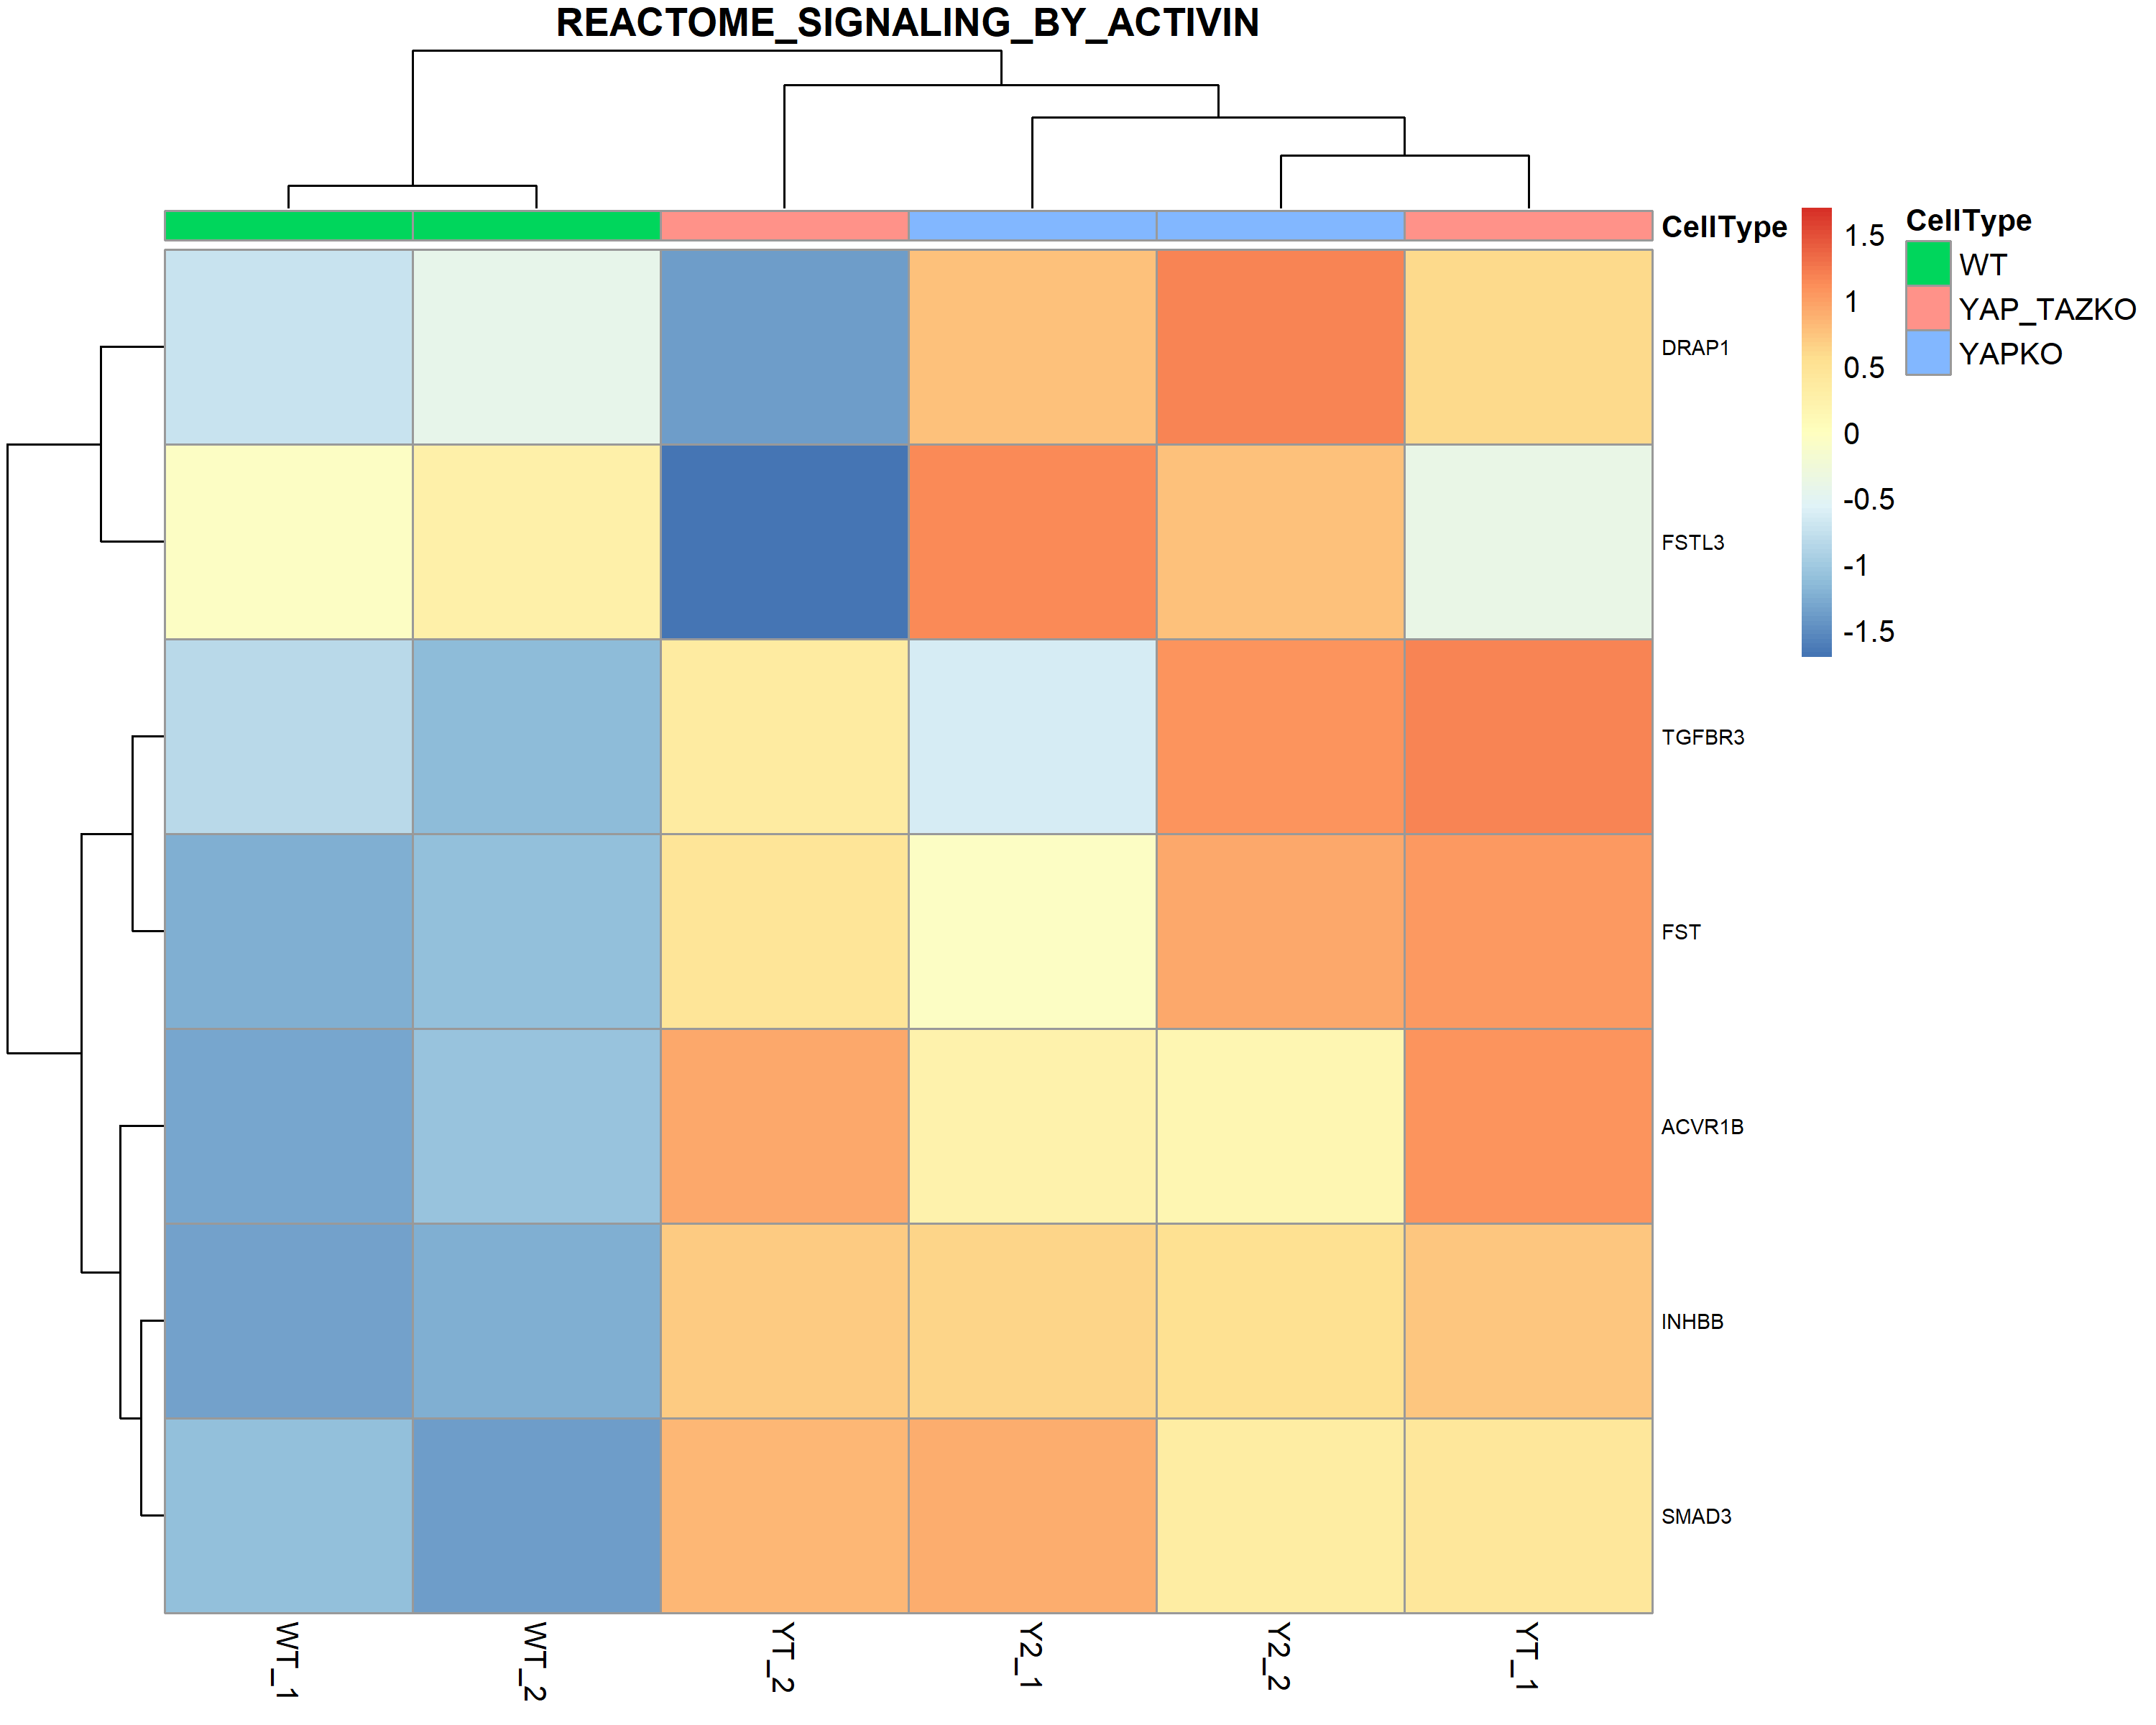 REACTOME_SIGNALING_BY_ACTIVIN
CellType
1.5
1
0.5
0
-0.5
-1
-1.5
CellType
WT
YAP_TAZKO
YAPKO
DRAP1
FSTL3
TGFBR3
FST
ACVR1B
INHBB
SMAD3
WT_1
WT_2
YT_2
Y2_1
Y2_2
YT_1